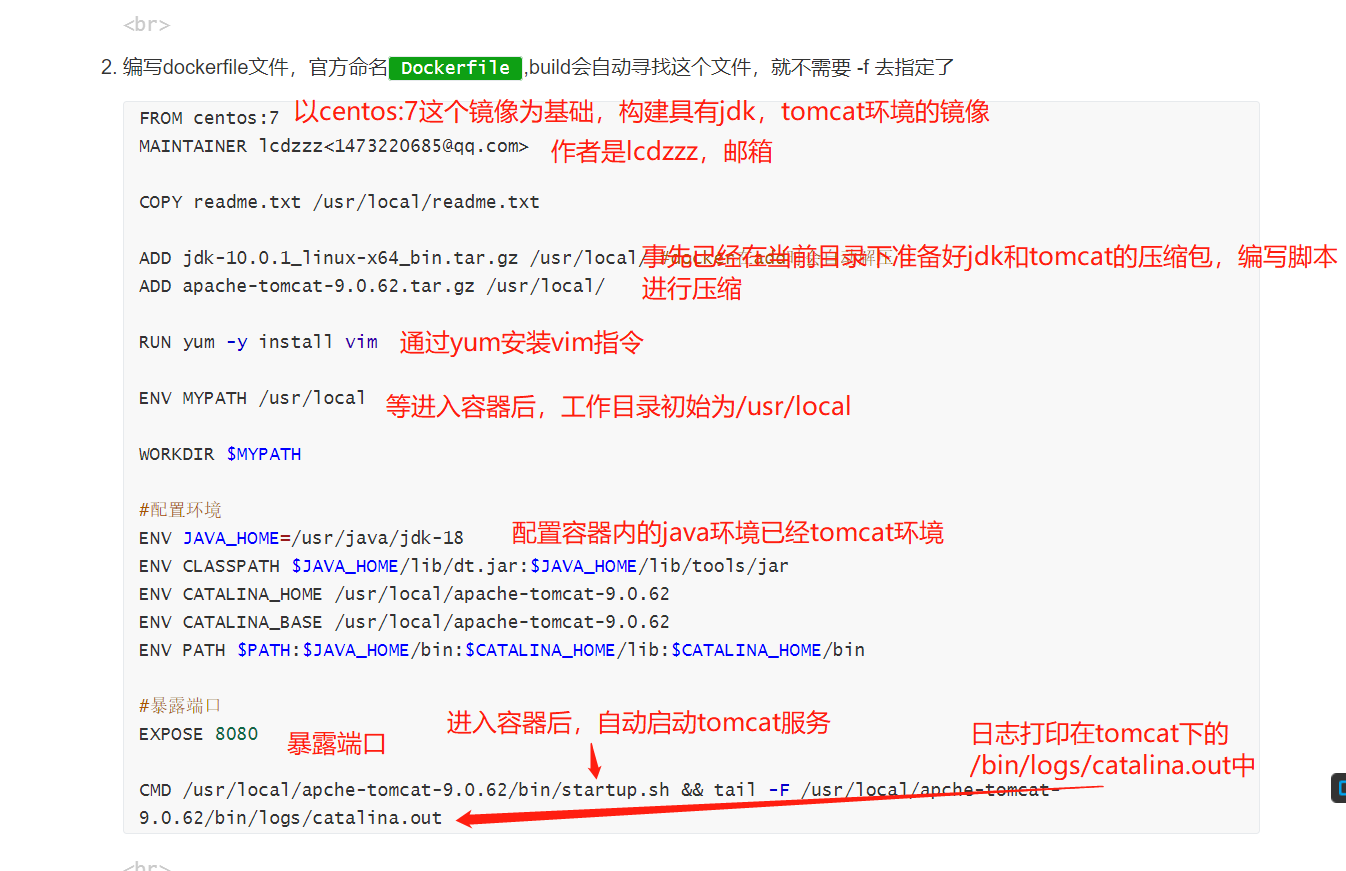 <br>
2. 编写dockerfile文件，官方命名 Dockerfile ,build会自动寻找这个文件，就不需要 -f 去指定了
FROM centos:7 以centos:7这个镜像为基础，构建具有jdk，tomcat环境的镜像
MAINTAINER lcdzzz<1473220685@qq.com> 作者是lcdzzz，邮箱
COPY readme.txt /usr/local/readme.txt
ADD jdk-10.0.1_linux-x64_bin.tar.gz /usr/local/ 事先已经在当前目录下准备好jdk和tomcat的压缩包，编写脚本
ADD apache-tomcat-9.0.62.tar.gz /usr/local/ 进行压缩
RUN yum -y install vim 通过yum安装vim指令
ENV MYPATH /usr/local 等进入容器后，工作目录初始为/usr/local
WORKDIR $MYPATH
#配置环境
ENV JAVA_HOME=/usr/java/jdk-18 配置容器内的java环境已经tomcat环境
ENV CLASSPATH $JAVA_HOME/lib/dt.jar:$JAVA_HOME/lib/tools/jar
ENV CATALINA_HOME /usr/local/apache-tomcat-9.0.62
ENV CATALINA_BASE /usr/local/apache-tomcat-9.0.62
ENV PATH $PATH:$JAVA_HOME/bin:$CATALINA_HOME/lib:$CATALINA_HOME/bin
#暴露端口
EXPOSE 8080 暴露端口
进入容器后，自动启动tomcat服务
日志打印在tomcat下的
/bin/logs/catalina.out中
CMD /usr/local/apche-tomcat-9.0.62/bin/startup.sh && tail -F /usr/local/apche-tomcat-
9.0.62/bin/logs/catalina.out
<br>